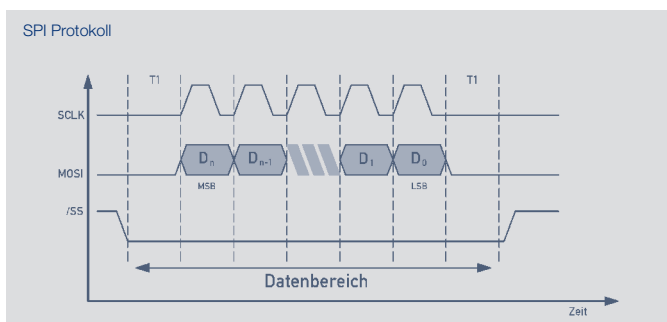 SPI Protokoll
T1 T1
SCLK
Dn Dn-1 D1 D0
MOSI
MSB LSB
/SS
Datenbereich
Zeit